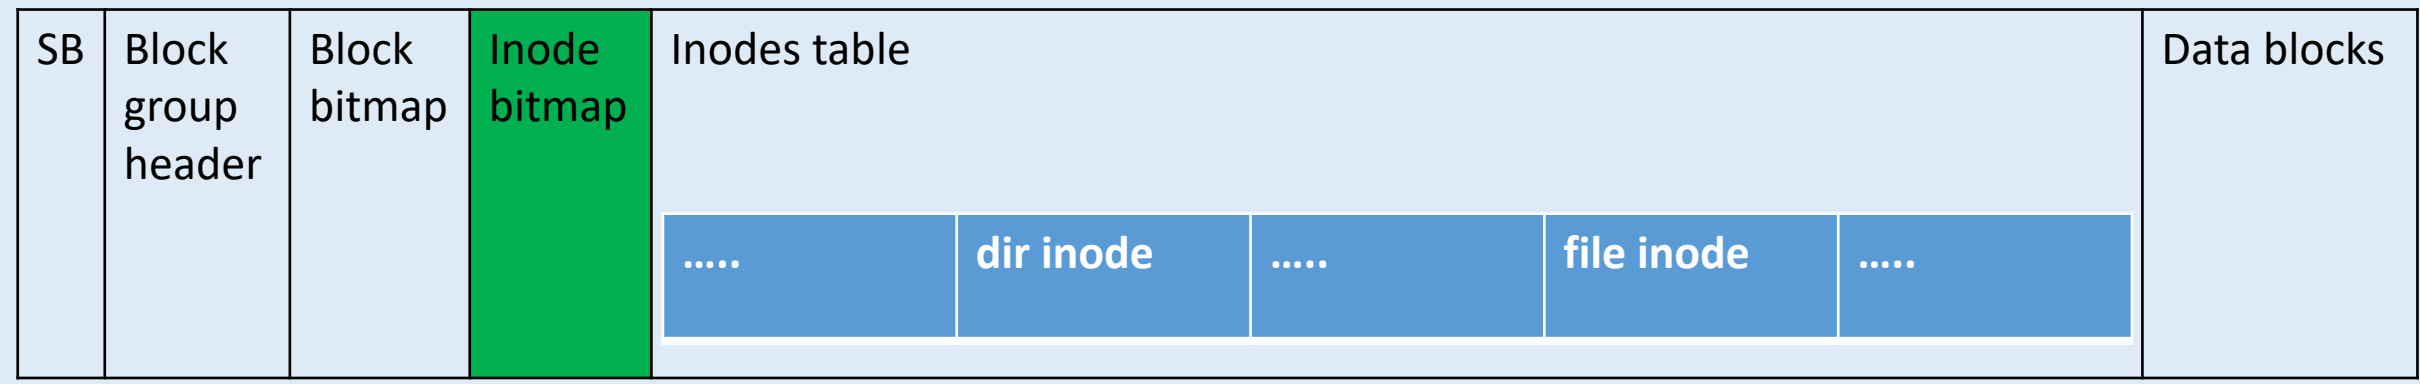 SB
Block
group
header
Block
bitmap
Inode
bitmap
Inodes table
.....
dir inode
.....
file inode
.....
Data blocks